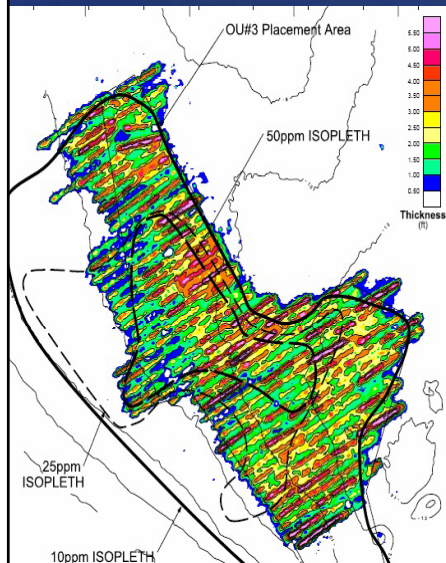 OU#3 Placement Area
50ppm ISOPLETH
5.50
5.00
4.50
4.00
3.50
3.00
2.50
2.00
1.50
1.00
0.50
Thickness
(ft)
25ppm
ISOPLETH
10ppm ISOPLETH